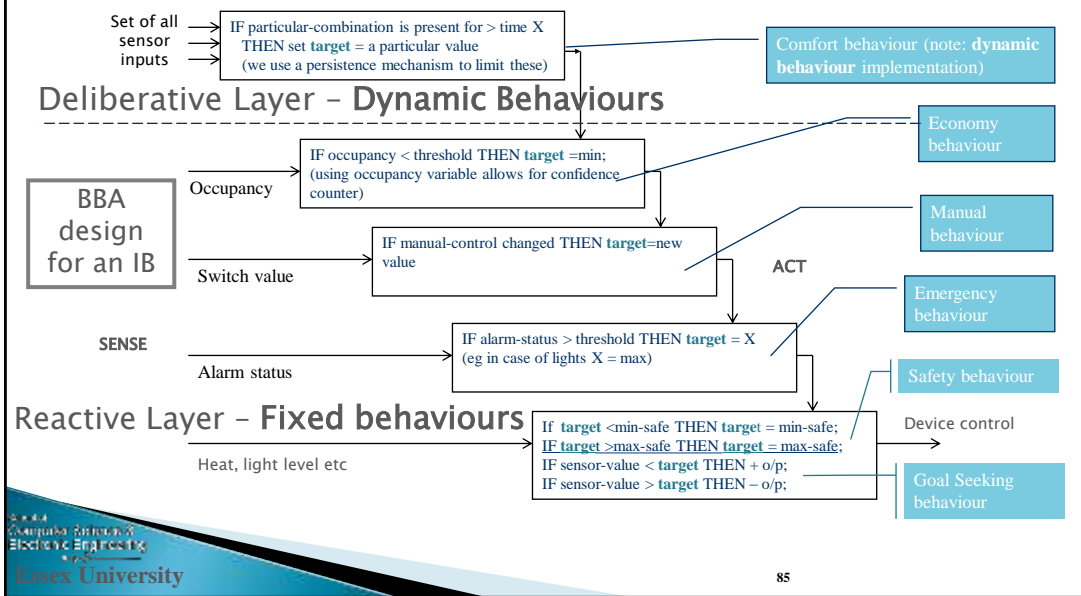 Set of all
sensor
inputs
IF particular-combination is present for > time X
THEN set target = a particular value
(we use a persistence mechanism to limit these)
Comfort behaviour (note: dynamic
behaviour implementation)
Deliberative Layer – Dynamic Behaviours
Economy
behaviour
IF occupancy < threshold THEN target =min;
(using occupancy variable allows for confidence
counter)
Occupancy
BBA
design
for an IB
Manual
behaviour
IF manual-control changed THEN target=new
value
Switch value
ACT
Emergency
behaviour
SENSE
IF alarm-status > threshold THEN target = X
(eg in case of lights X = max)
Alarm status
Safety behaviour
Reactive Layer – Fixed behaviours
If target <min-safe THEN target = min-safe;
IF target >max-safe THEN target = max-safe;
IF sensor-value < target THEN + o/p;
IF sensor-value > target THEN – o/p;
Device control
Heat, light level etc
Goal Seeking
behaviour
Computer Science &
Electronic Engineering
Essex University
85